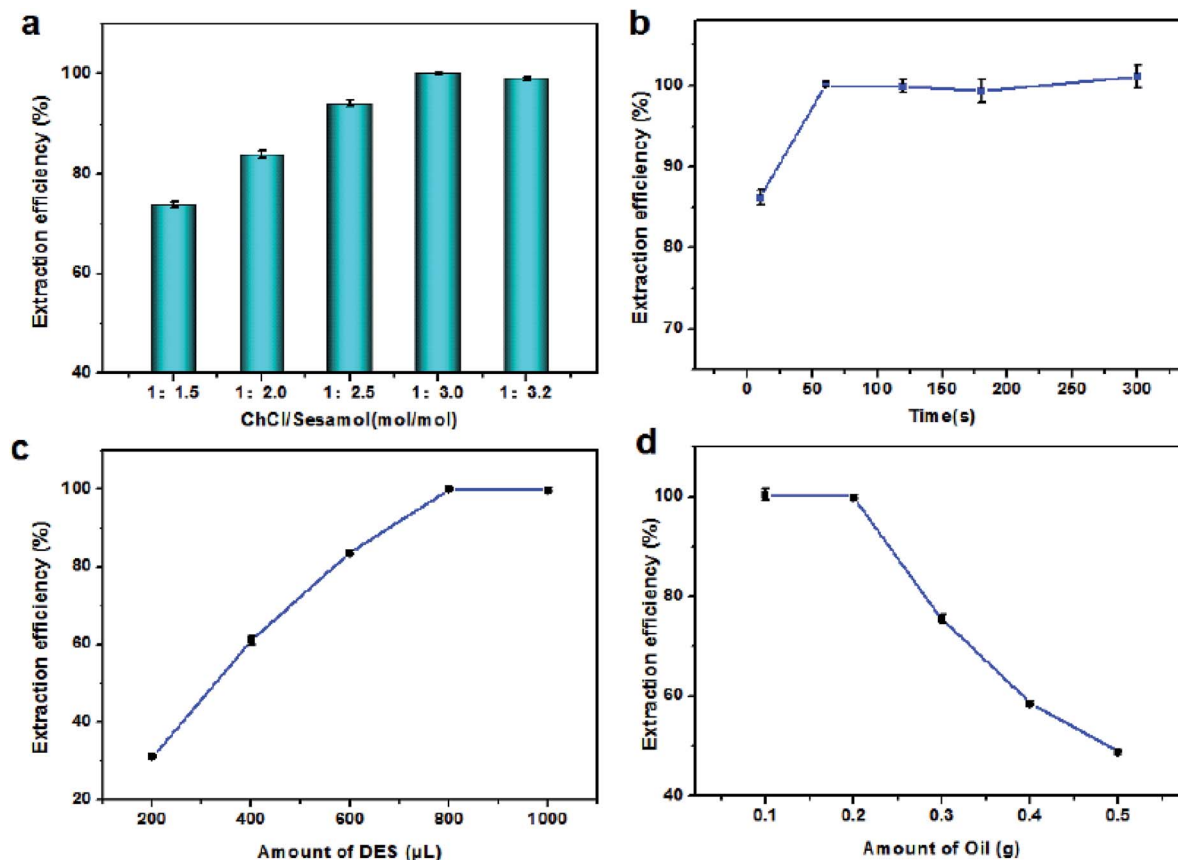 a
Extraction efficiency (%)
100
80
60
40
1: 1.5 1: 2.0 1: 2.5 1: 3.0 1: 3.2
ChCl/Sesamol(mol/mol)
b
Extraction efficiency (%)
100
90
80
70
0 50 100 150 200 250 300
Time(s)
c
Extraction efficiency (%)
100
80
60
40
20
200 400 600 800 1000
Amount of DES (µL)
d
Extraction efficiency (%)
100
80
60
40
0.1 0.2 0.3 0.4 0.5
Amount of Oil (g)